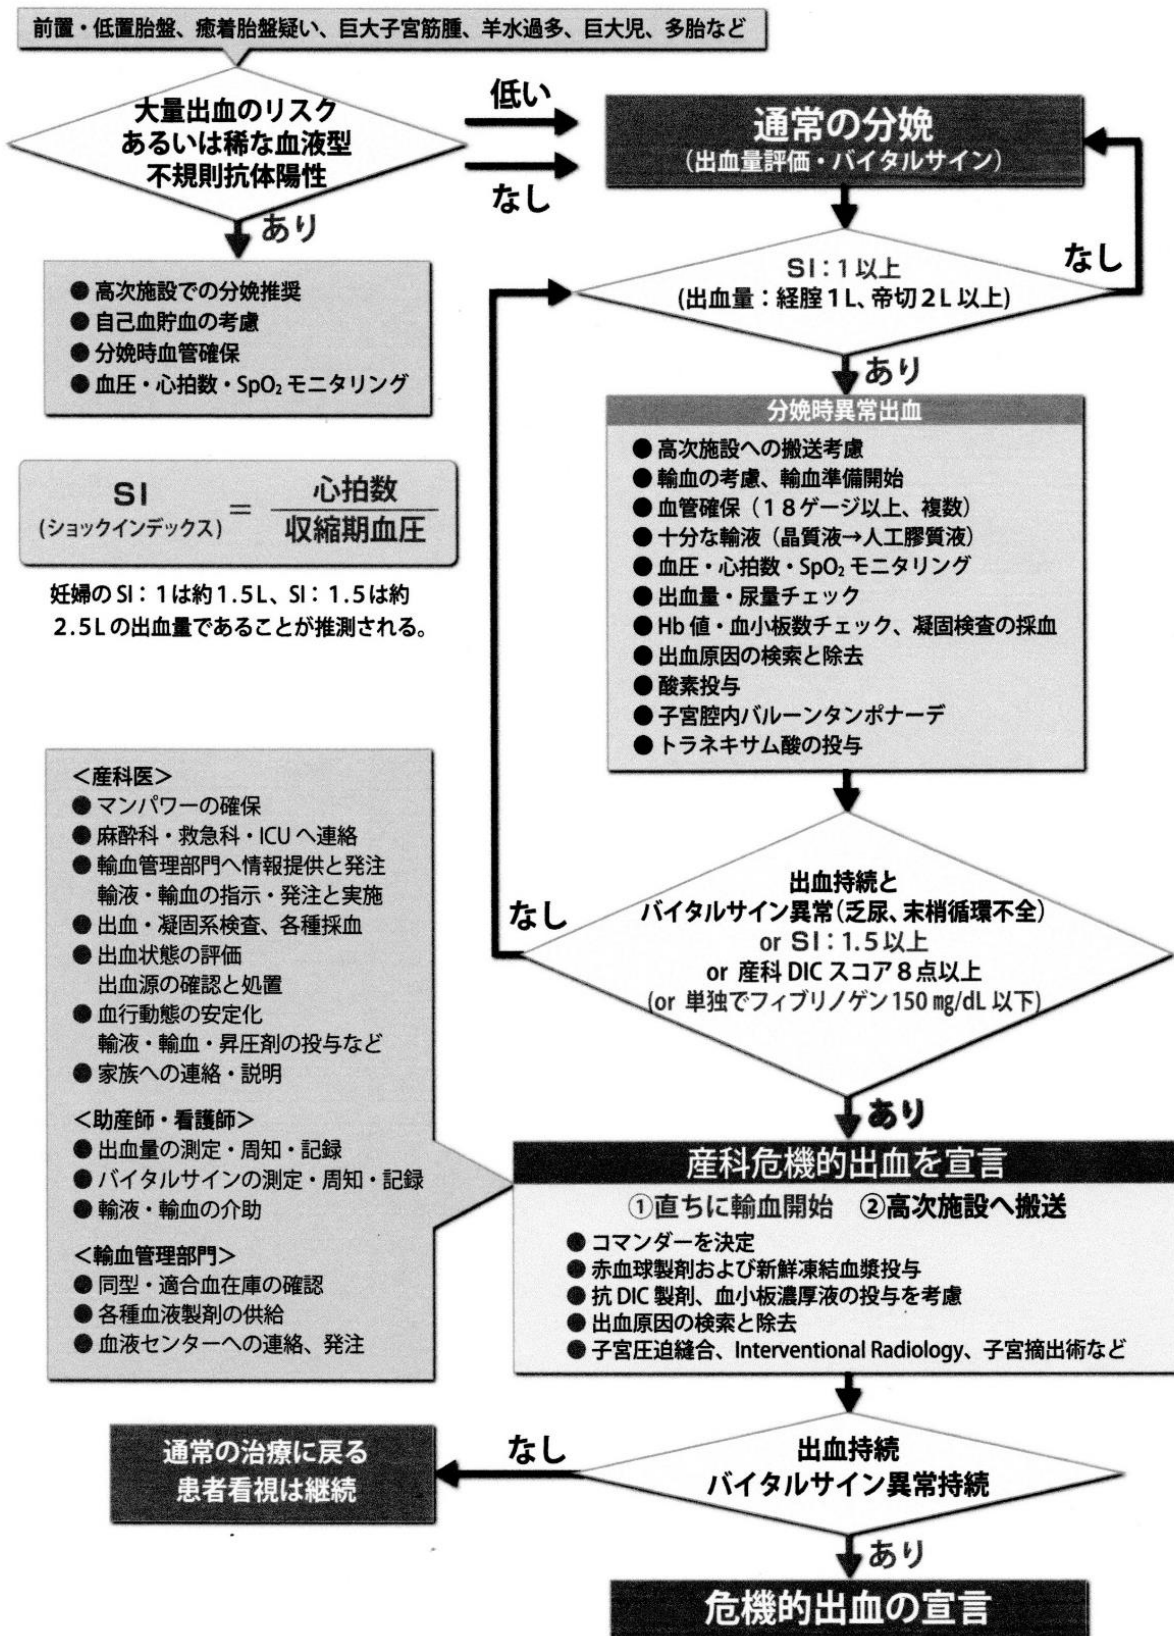 前置・低置胎盤、癒着胎盤疑い、巨大子宮筋腫、羊水過多、巨大児、多胎など
大量出血のリスク
あるいは稀な血液型
不規則抗体陽性
低い
なし
あり
通常の分娩
(出血量評価・バイタルサイン)
● 高次施設での分娩推奨
● 自己血貯血の考慮
● 分娩時血管確保
● 血圧・心拍数・SpO₂ モニタリング
SI:1以上
(出血量:経腟1L、帝切2L以上)
なし
あり
SI
(ショックインデックス)
=
心拍数
収縮期血圧
妊婦のSI:1は約1.5L、SI:1.5は約
2.5Lの出血量であることが推測される。
分娩時異常出血
● 高次施設への搬送考慮
● 輸血の考慮、輸血準備開始
● 血管確保(18ゲージ以上、複数)
● 十分な輸液(晶質液→人工膠質液)
● 血圧・心拍数・SpO₂ モニタリング
● 出血量・尿量チェック
● Hb値・血小板数チェック、凝固検査の採血
● 出血原因の検索と除去
● 酸素投与
● 子宮腔内バルーンタンポナーデ
● トラネキサム酸の投与
出血持続と
バイタルサイン異常(乏尿、末梢循環不全)
or SI:1.5以上
or 産科DICスコア8点以上
(or 単独でフィブリノゲン150㎎/dL以下)
なし
あり
<産科医>
● マンパワーの確保
● 麻酔科・救急科・ICUへ連絡
● 輸血管理部門へ情報提供と発注
輸液・輸血の指示・発注と実施
● 出血・凝固系検査、各種採血
● 出血状態の評価
出血源の確認と処置
● 血行動態の安定化
輸液・輸血・昇圧剤の投与など
● 家族への連絡・説明
<助産師・看護師>
● 出血量の測定・周知・記録
● バイタルサインの測定・周知・記録
● 輸液・輸血の介助
<輸血管理部門>
● 同型・適合血在庫の確認
● 各種血液製剤の供給
● 血液センターへの連絡、発注
産科危機的出血を宣言
①直ちに輸血開始 ②高次施設へ搬送
● コマンダーを決定
● 赤血球製剤および新鮮凍結血漿投与
● 抗DIC製剤、血小板濃厚液の投与を考慮
● 出血原因の検索と除去
● 子宮圧迫縫合、Interventional Radiology、子宮摘出術など
出血持続
バイタルサイン異常持続
なし
通常の治療に戻る
患者看視は継続
あり
危機的出血の宣言